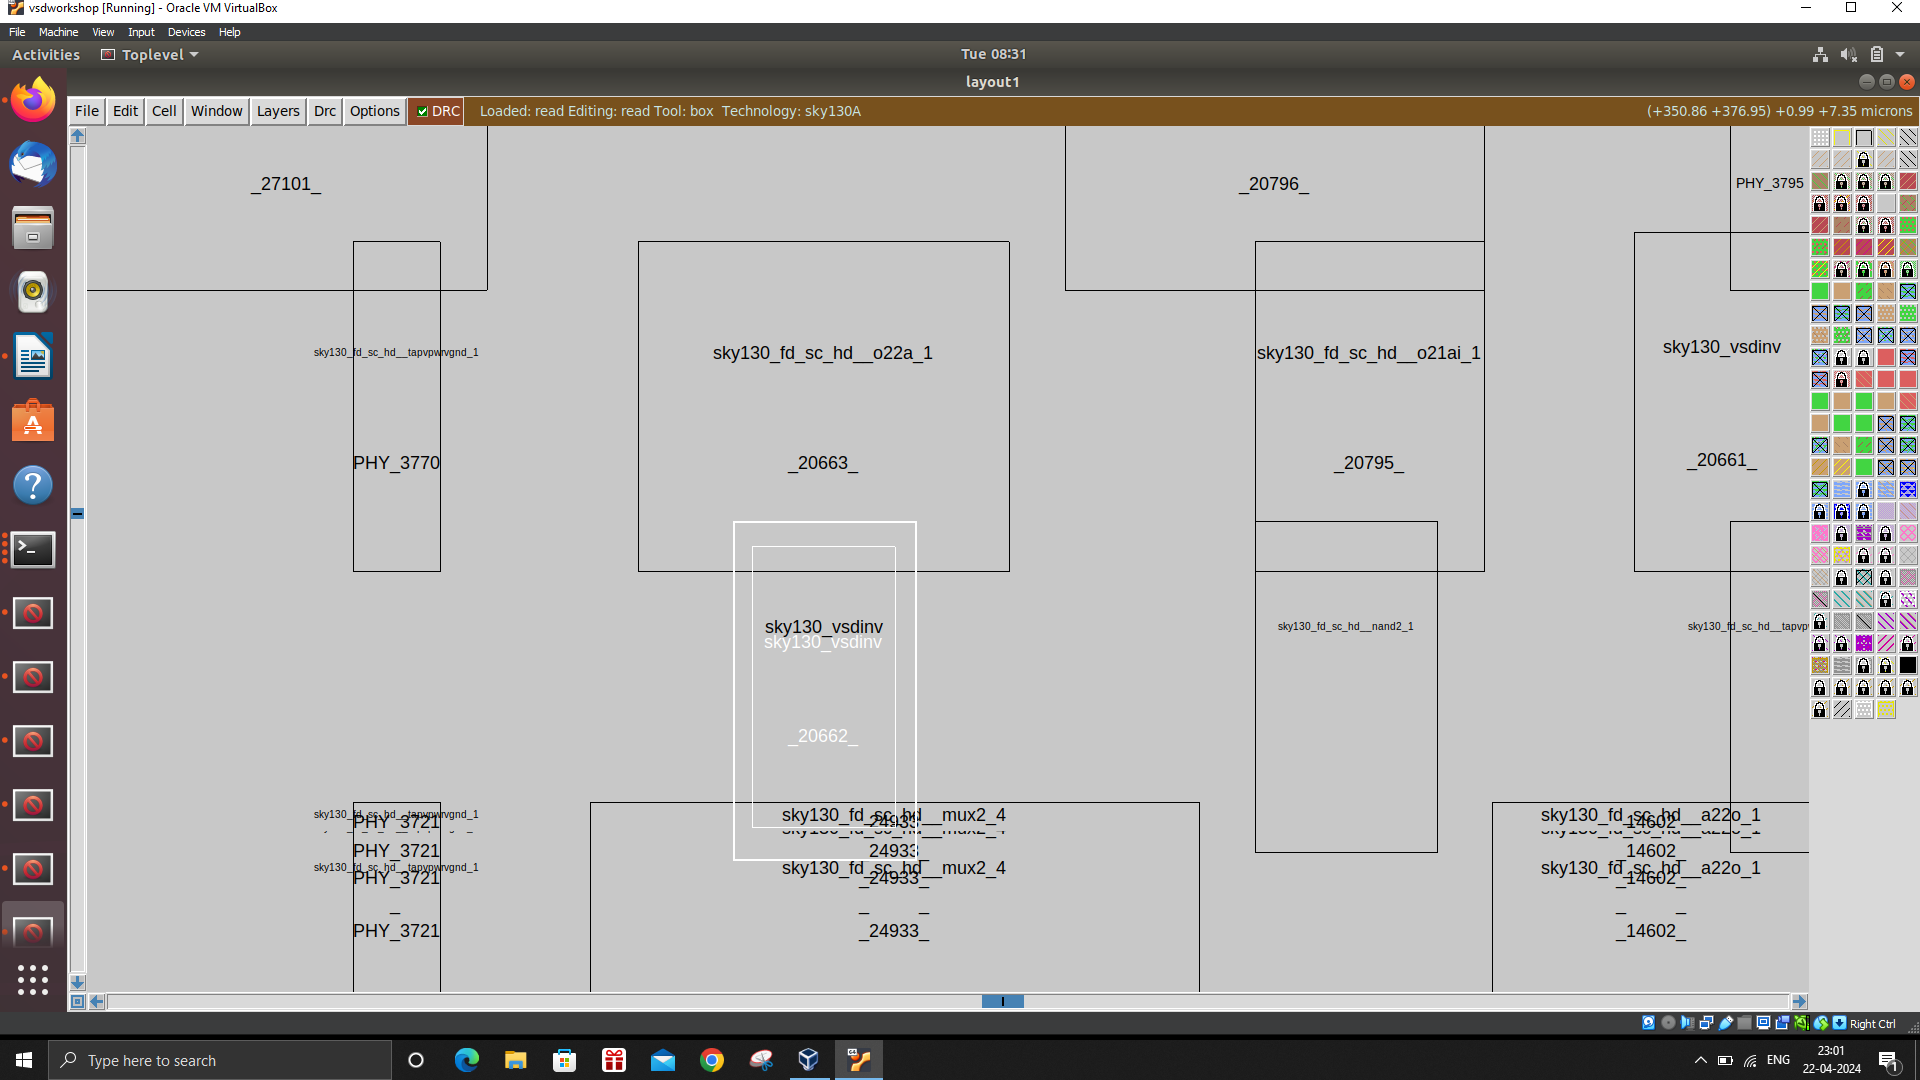 vsdworkshop [Running] - Oracle VM VirtualBox
File Machine View Input Devices Help
Activities Toplevel Tue 08:31
layout1
File Edit Cell Window Layers Drc Options DRC Loaded: read Editing: read Tool: box Technology: sky130A (+350.86 +376.95) +0.99 +7.35 microns
_27101_ _20796_ PHY_3795
sky130_fd_sc_hd__tapvpwrvgnd_1 sky130_fd_sc_hd__o22a_1 sky130_fd_sc_hd__o21ai_1 sky130_vsdinv
PHY_3770 _20663_ _20795_ _20661_
sky130_vsdinv sky130_fd_sc_hd__nand2_1 sky130_fd_sc_hd__tapvp
sky130_vsdinv
_20662_
sky130_fd_sc_hd__tapvpwrvgnd_1 sky130_fd_sc_hd__mux2_4 sky130_fd_sc_hd__a22o_1
PHY_3721 _24933_ _14602_
PHY_3721 _24933_ _14602_
sky130_fd_sc_hd__tapvpwrvgnd_1 sky130_fd_sc_hd__mux2_4 sky130_fd_sc_hd__a22o_1
PHY_3721 _24933_ _14602_
PHY_3721 _24933_ _14602_
Right Ctrl
Type here to search ENG 23:01
22-04-2024
1